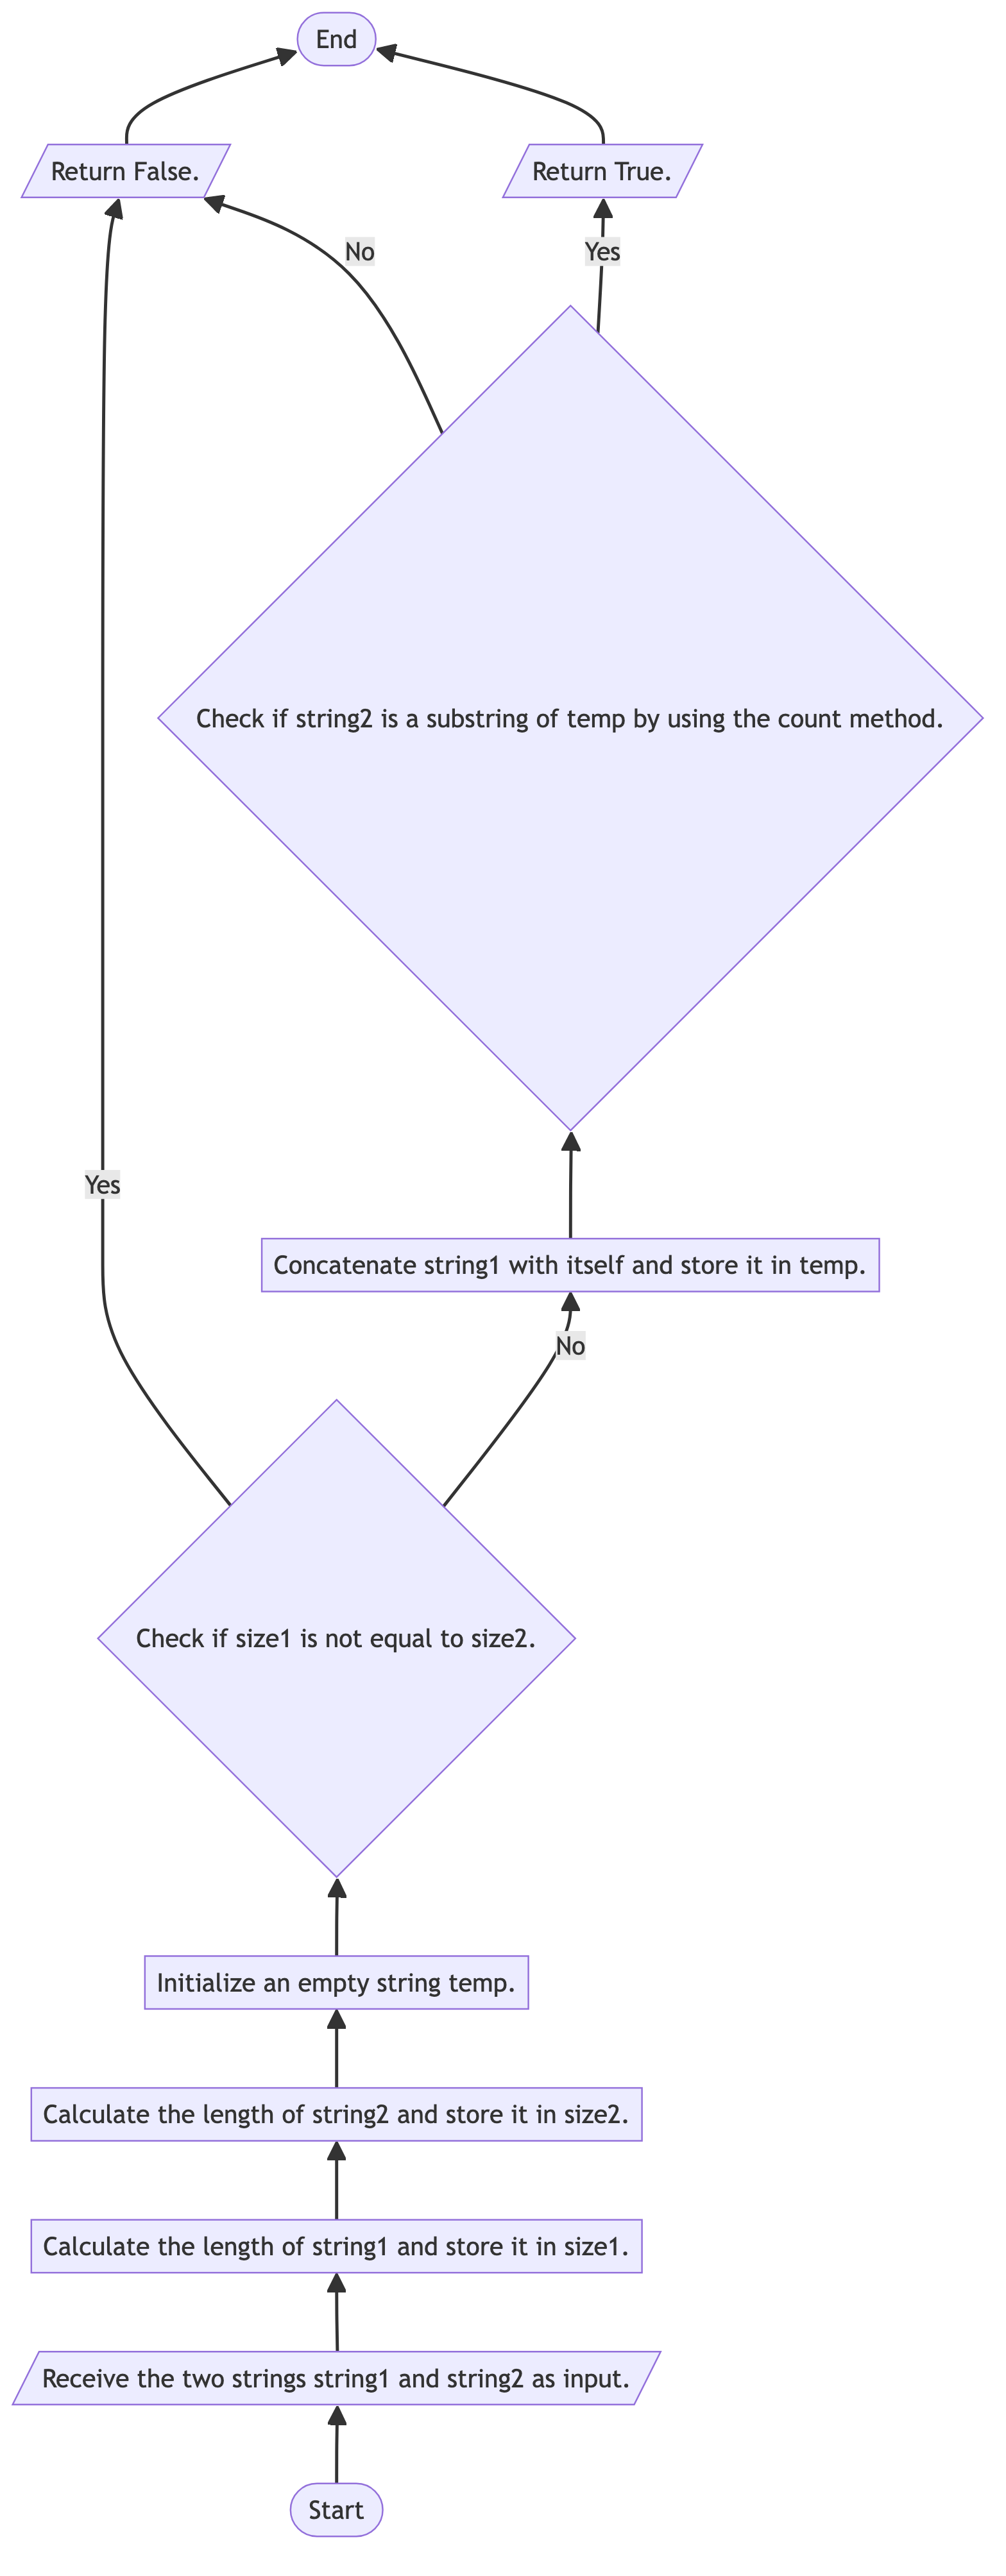 End
Return False.
Return True.
No
Yes
Check if string2 is a substring of temp by using the count method.
Yes
Concatenate string1 with itself and store it in temp.
No
Check if size1 is not equal to size2.
Initialize an empty string temp.
Calculate the length of string2 and store it in size2.
Calculate the length of string1 and store it in size1.
Receive the two strings string1 and string2 as input.
Start